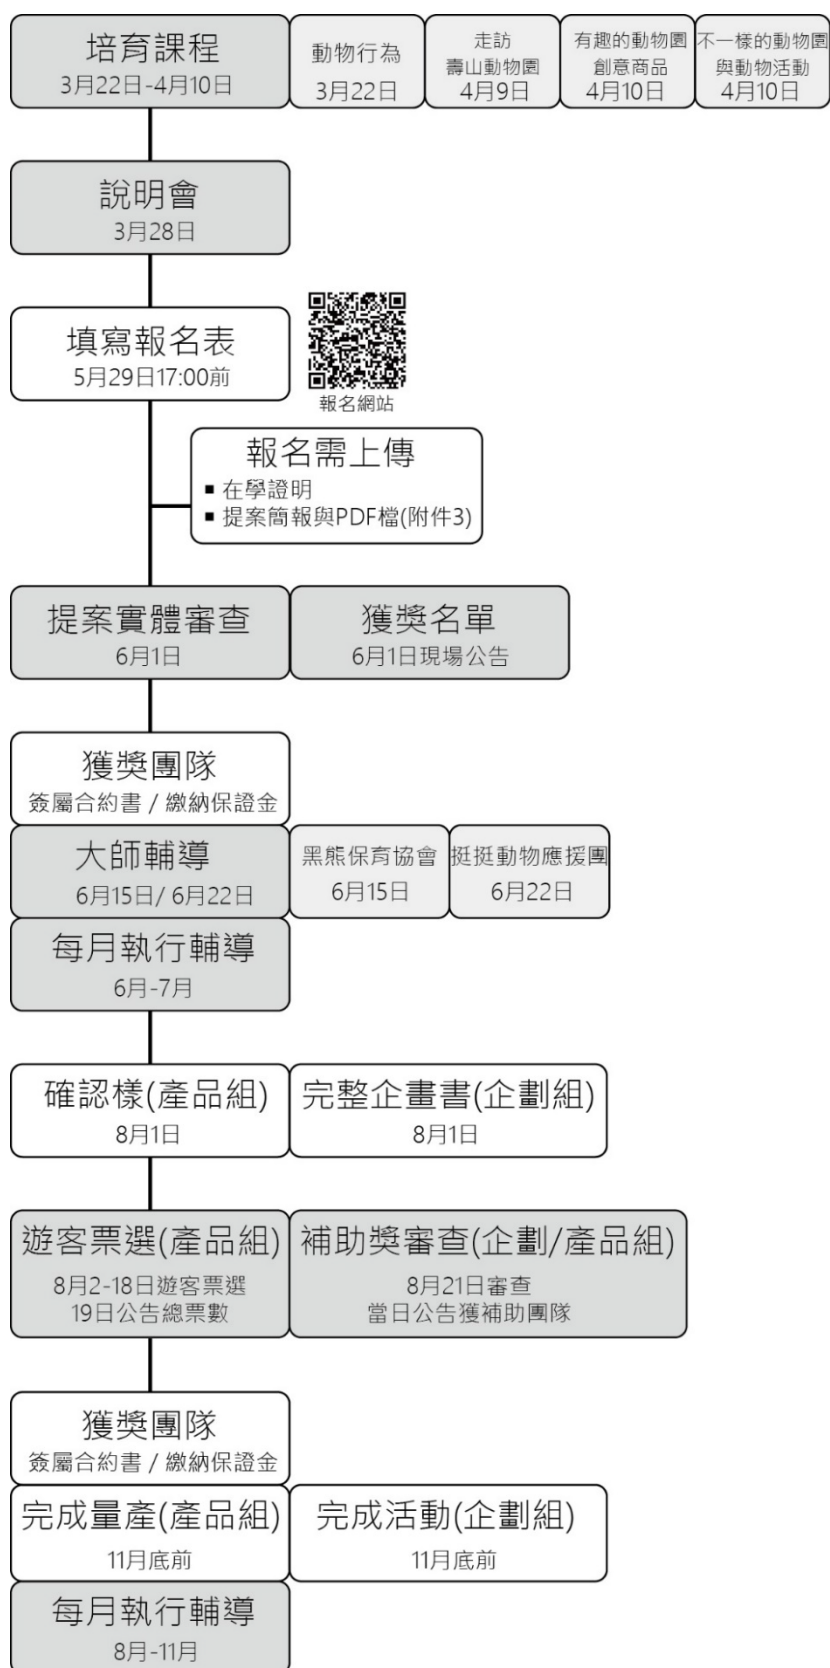 培育課程
3月22日-4月10日
動物行為
3月22日
走訪
壽山動物園
4月9日
有趣的動物園
創意商品
4月10日
不一樣的動物園
與動物活動
4月10日
說明會
3月28日
填寫報名表
5月29日17:00前
報名網站
報名需上傳
▪ 在學證明
▪ 提案簡報與PDF檔(附件3)
提案實體審查
6月1日
獲獎名單
6月1日現場公告
獲獎團隊
簽屬合約書 / 繳納保證金
大師輔導
6月15日/ 6月22日
黑熊保育協會
6月15日
挺挺動物應援團
6月22日
每月執行輔導
6月-7月
確認樣(產品組)
8月1日
完整企畫書(企劃組)
8月1日
遊客票選(產品組)
8月2-18日遊客票選
19日公告總票數
補助獎審查(企劃/產品組)
8月21日審查
當日公告獲補助團隊
獲獎團隊
簽屬合約書 / 繳納保證金
完成量產(產品組)
11月底前
完成活動(企劃組)
11月底前
每月執行輔導
8月-11月